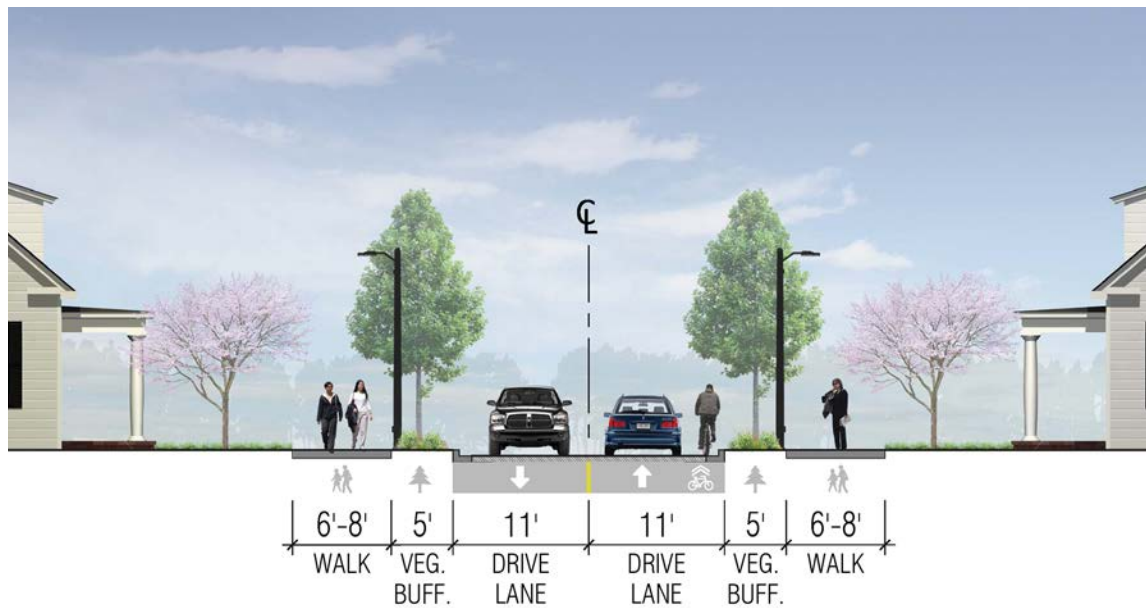 ℄
6'-8'
5'
11'
11'
5'
6'-8'
WALK
VEG.
BUFF.
DRIVE
LANE
DRIVE
LANE
VEG.
BUFF.
WALK